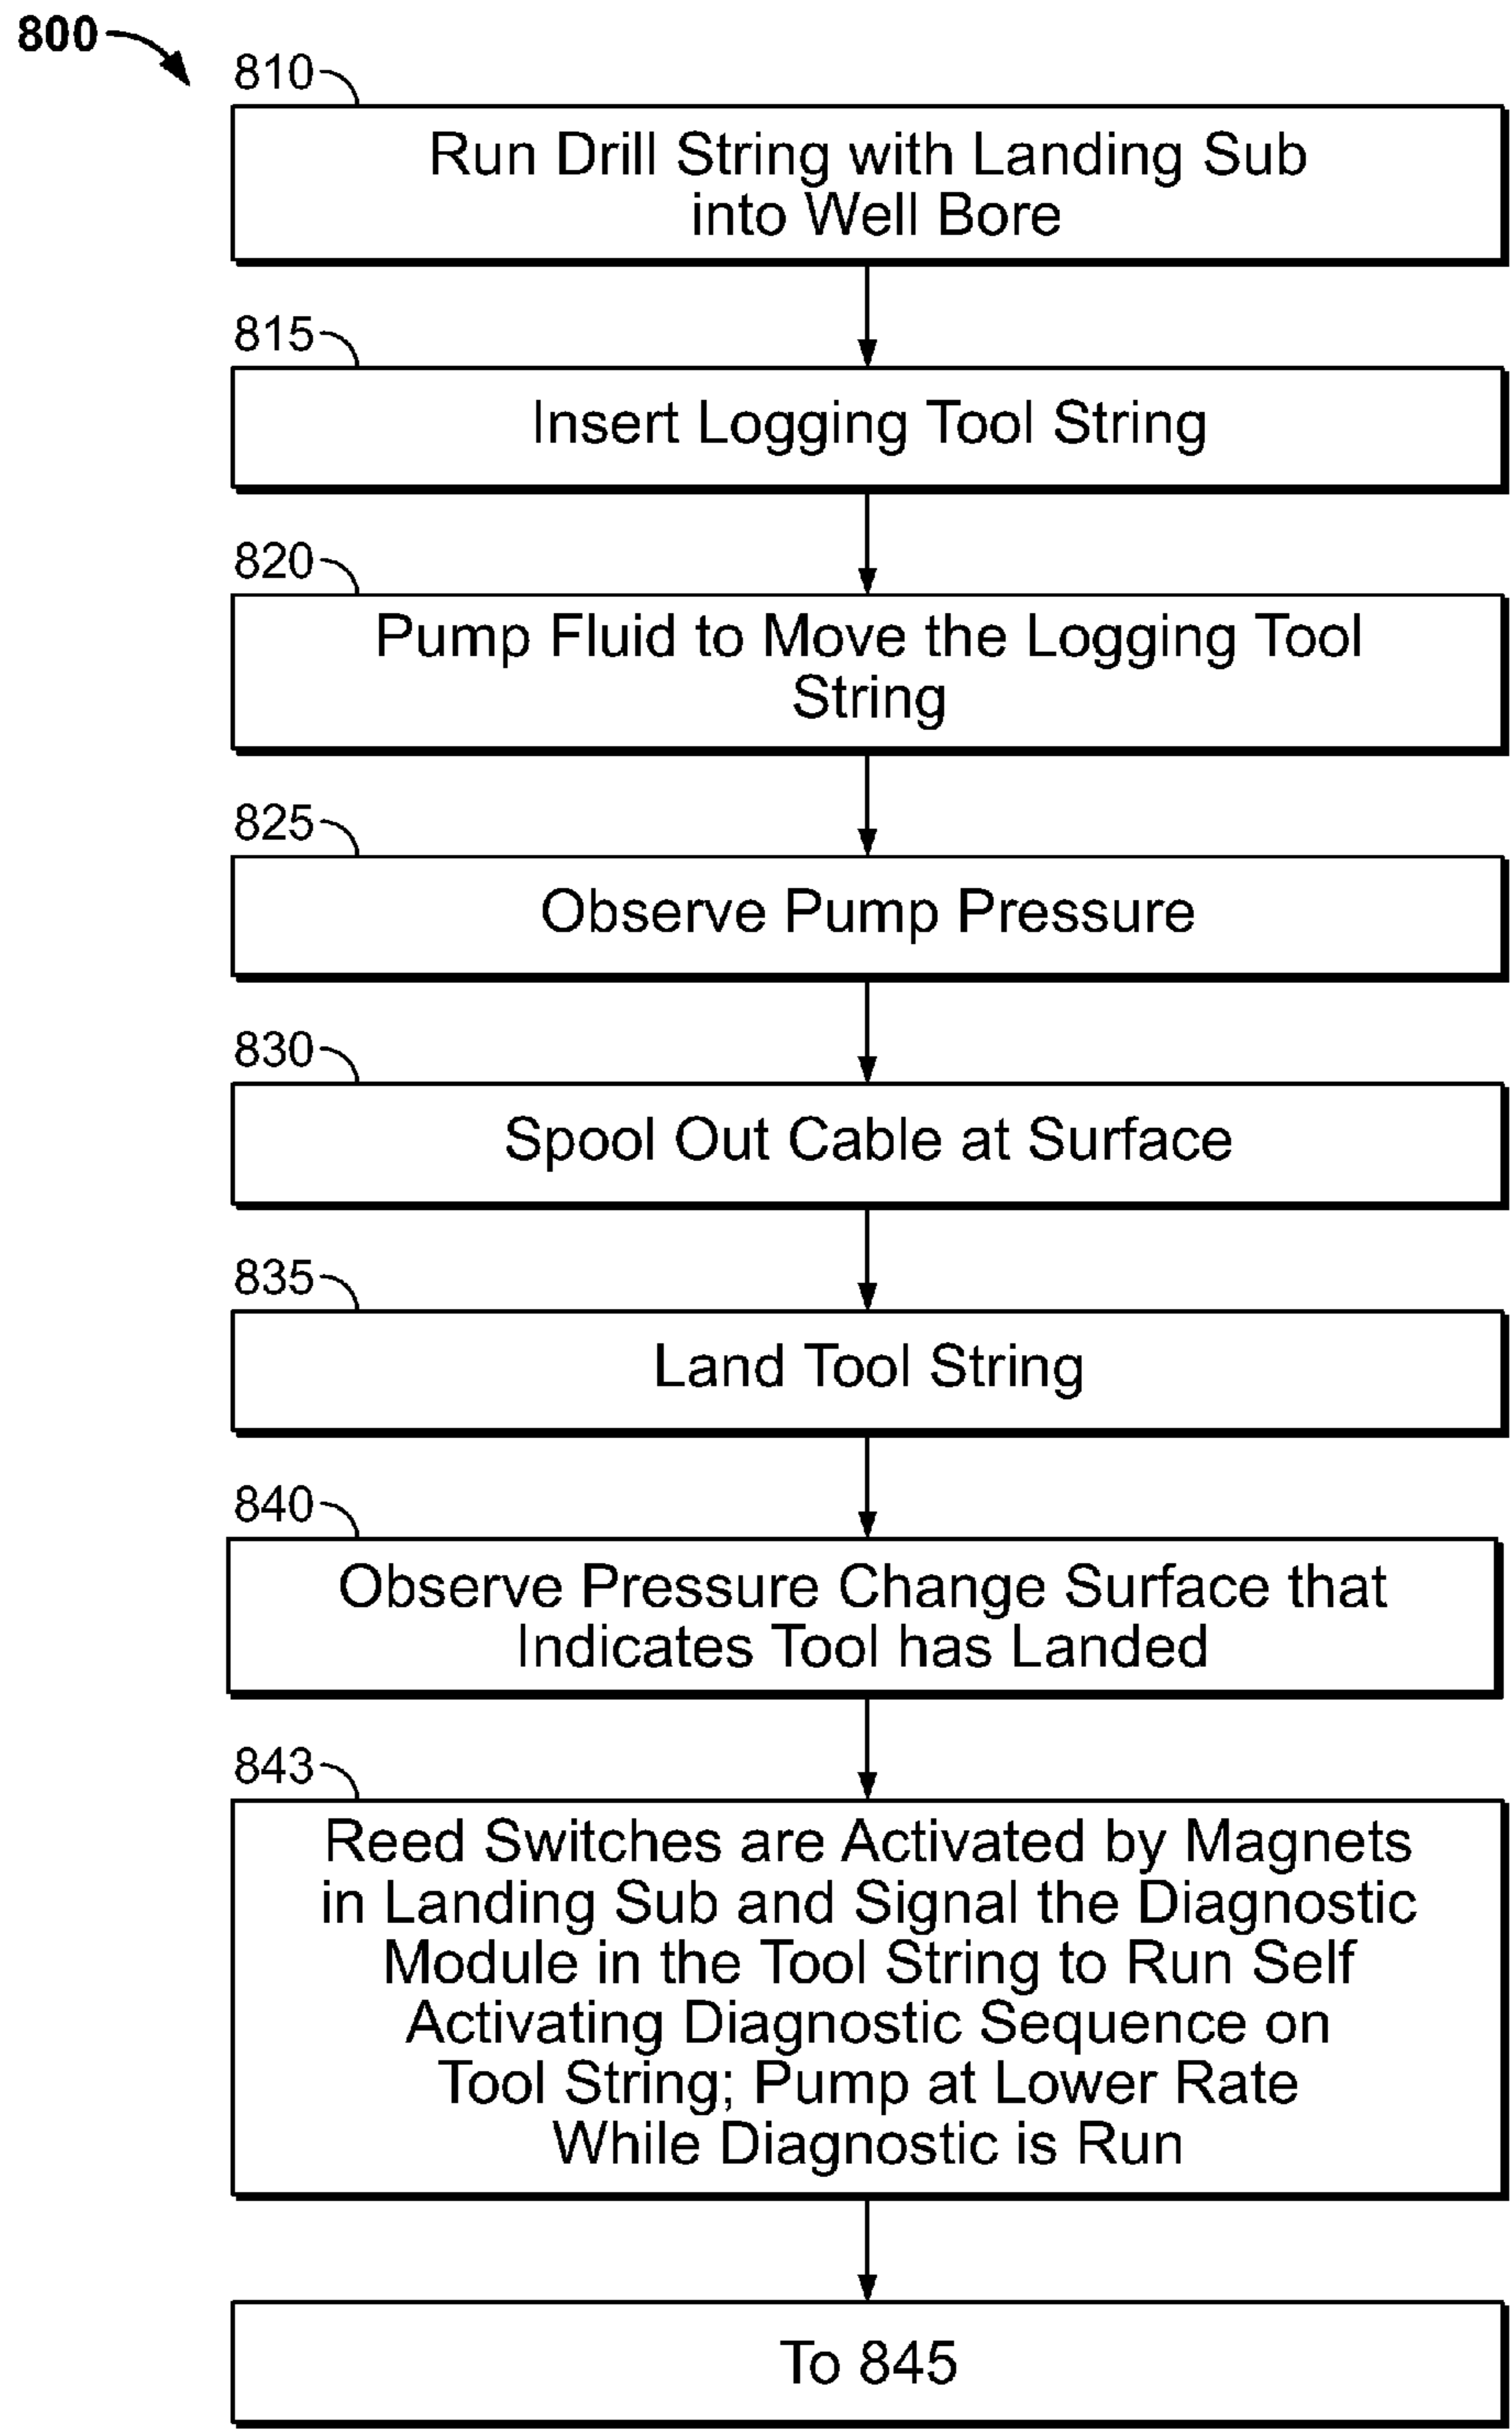 800
810
Run Drill String with Landing Sub
into Well Bore
815
Insert Logging Tool String
820
Pump Fluid to Move the Logging Tool
String
825
Observe Pump Pressure
830
Spool Out Cable at Surface
835
Land Tool String
840
Observe Pressure Change Surface that
Indicates Tool has Landed
843
Reed Switches are Activated by Magnets
in Landing Sub and Signal the Diagnostic
Module in the Tool String to Run Self
Activating Diagnostic Sequence on
Tool String; Pump at Lower Rate
While Diagnostic is Run
To 845